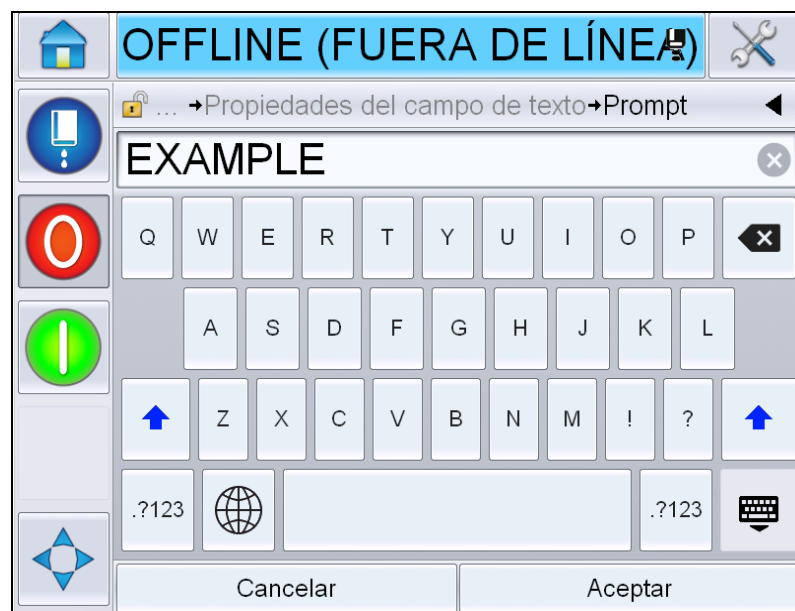 OFFLINE (FUERA DE LÍNEA)
... →Propiedades del campo de texto→Prompt
EXAMPLE
Q W E R T Y U I O P
A S D F G H J K L
Z X C V B N M ! ?
.?123 .?123
Cancelar Aceptar